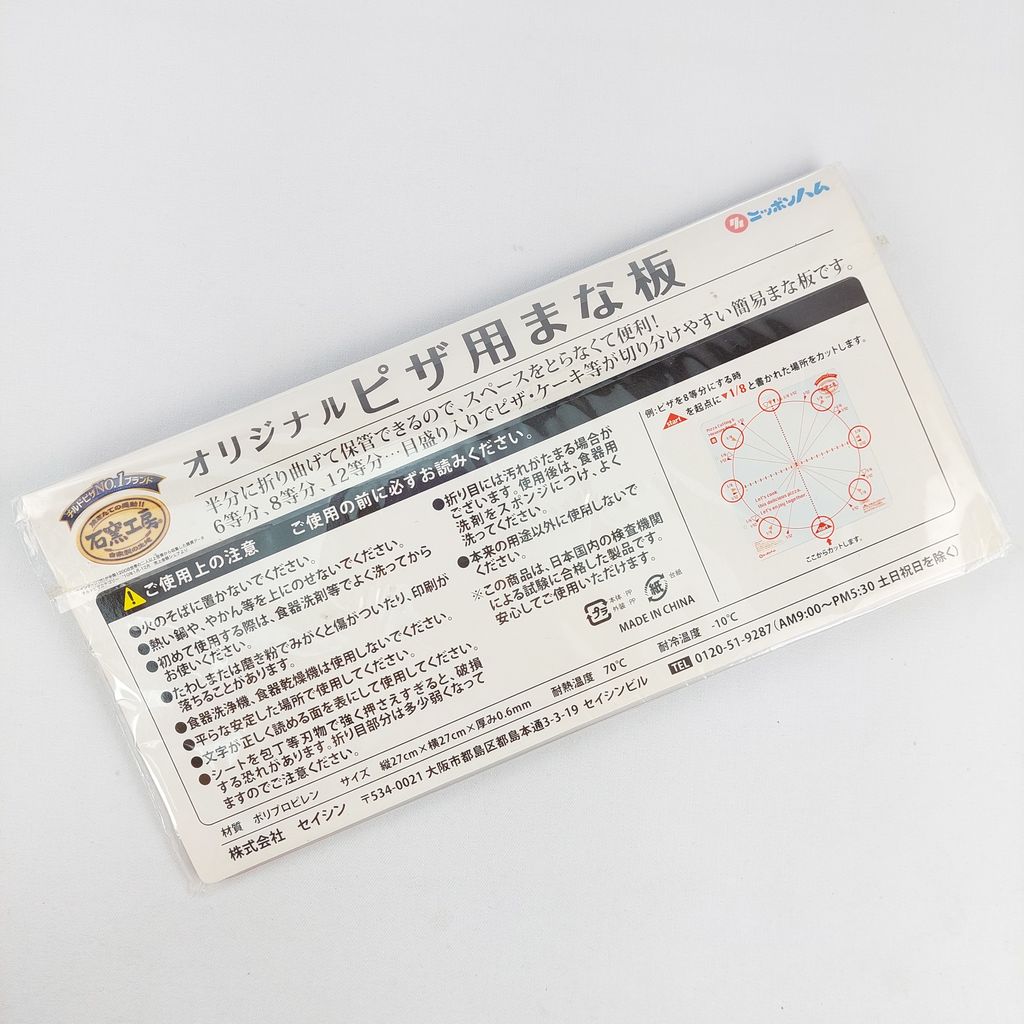 ニッポンハム
チルドピザNO.1ブランド
石窯工房
オリジナルピザ用まな板
半分に折り曲げて保管できるので、スペースをとらなくて便利!
6等分、8等分、12等分…目盛り入りでピザ・ケーキ等が切り分けやすい簡易まな板です。
ご使用上の注意 ご使用の前に必ずお読みください。
●火のそばに置かないでください。
●熱い鍋や、やかん等を上にのせないでください。
●初めて使用する際は、食器洗剤等でよく洗ってから
お使いください。
●たわしまたは磨き粉でみがくと傷がついたり、印刷が
落ちることがあります。
●食器洗浄機、食器乾燥機は使用しないでください。
●平らな安定した場所で使用してください。
●文字が正しく読める面を表にして使用してください。
●シートを包丁等刃物で強く押さえすぎると、破損
する恐れがあります。折り目部分は多少弱くなって
ますのでご注意ください。
●折り目には汚れがたまる場合が
ございます。使用後は、食器用
洗剤をスポンジにつけ、よく
洗ってください。
●本来の用途以外に使用しないで
ください。
※この商品は、日本国内の検査機関
による試験に合格した製品です。
安心してご使用いただけます。
プラ
本体:PP
外装:PP
紙
台紙
MADE IN CHINA
例:ピザを8等分にする時
start を起点に▼1/8と書かれた場所をカットします。
Let's cook
this delicious pizza.
Let's enjoy together
ここからカットします。
材質 ポリプロピレン サイズ 縦27cm×横27cm×厚み0.6mm 耐熱温度 70℃ 耐冷温度 -10℃
株式会社 セイシン 〒534-0021 大阪市都島区都島本通3-3-19 セイシンビル TEL 0120-51-9287(AM9:00〜PM5:30 土日祝日を除く)